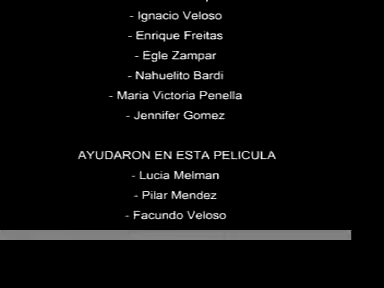 - Ignacio Veloso
- Enrique Freitas
- Egle Zampar
- Nahuelito Bardi
- Maria Victoria Penella
- Jennifer Gomez
AYUDARON EN ESTA PELICULA
- Lucia Melman
- Pilar Mendez
- Facundo Veloso